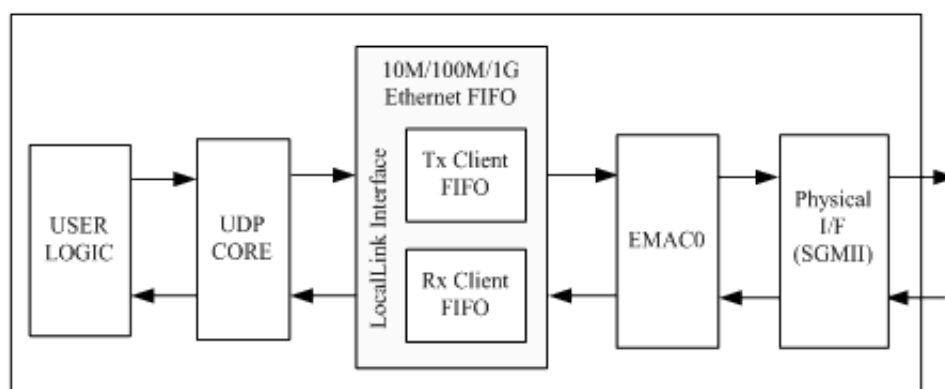 10M/100M/1G
Ethernet FIFO
USER
LOGIC
UDP
CORE
LocalLink Interface
Tx Client
FIFO
Rx Client
FIFO
EMAC0
Physical
I/F
(SGMII)